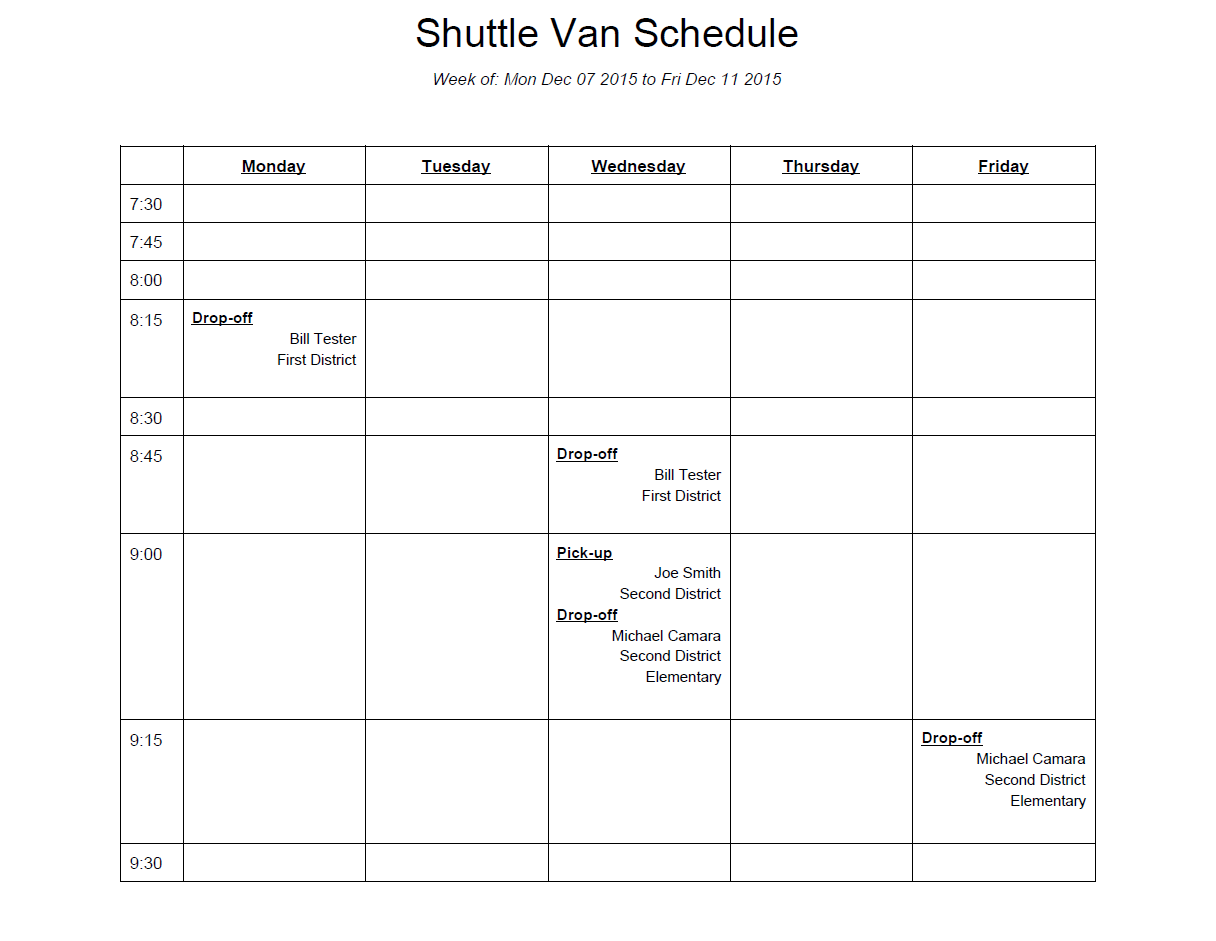 Shuttle Van Schedule
Week of: Mon Dec 07 2015 to Fri Dec 11 2015
Monday Tuesday Wednesday Thursday Friday
7:30
7:45
8:00
8:15 Drop-off
Bill Tester
First District
8:30
8:45 Drop-off
Bill Tester
First District
9:00 Pick-up
Joe Smith
Second District
Drop-off
Michael Camara
Second District
Elementary
9:15 Drop-off
Michael Camara
Second District
Elementary
9:30